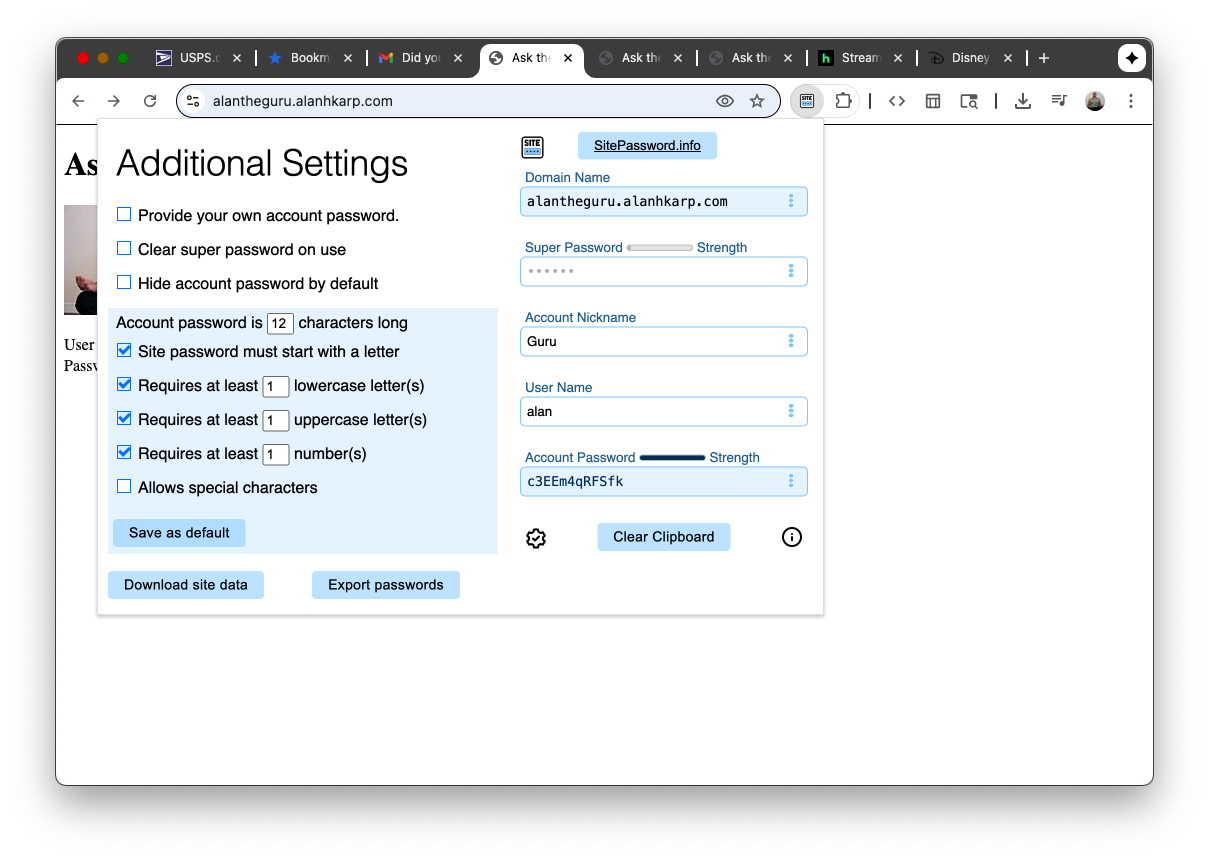 USPS.c
Bookm
Did you
Ask the
Ask the
Ask the
Stream
Disney
alantheguru.alanhkarp.com
As
User
Passw
Additional Settings
Provide your own account password.
Clear super password on use
Hide account password by default
Account password is 12 characters long
Site password must start with a letter
Requires at least 1 lowercase letter(s)
Requires at least 1 uppercase letter(s)
Requires at least 1 number(s)
Allows special characters
Save as default
Download site data
Export passwords
SITE
SitePassword.info
Domain Name
alantheguru.alanhkarp.com
Super Password Strength
Account Nickname
Guru
User Name
alan
Account Password Strength
c3EEm4qRFSfk
Clear Clipboard